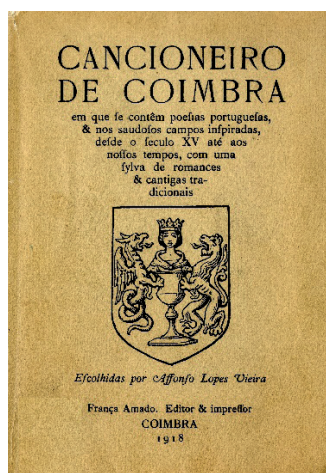 CANCIONEIRO
DE COIMBRA
em que ſe contêm poeſias portugueſas,
& nos saudoſos campos inſpiradas,
deſde o ſeculo XV até aos
noſſos tempos, com uma
ſylva de romances
& cantigas tra-
dicionais
Eſcolhidas por Affonſo Lopes Vieira
França Amado. Editor & impreſſor
COIMBRA
1918